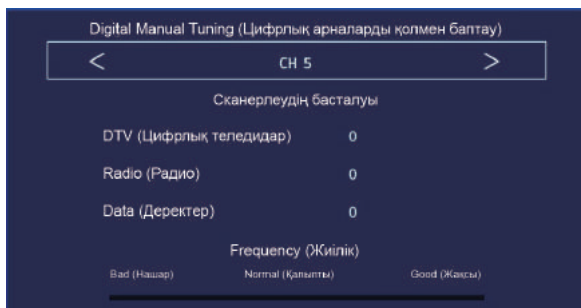 Digital Manual Tuning (Цифрлық арналарды қолмен баптау)
< CH 5 >
Сканерлеудің басталуы
DTV (Цифрлық теледидар) 0
Radio (Радио) 0
Data (Деректер) 0
Frequency (Жиілік)
Bad (Нашар) Normal (Қалыпты) Good (Жақсы)